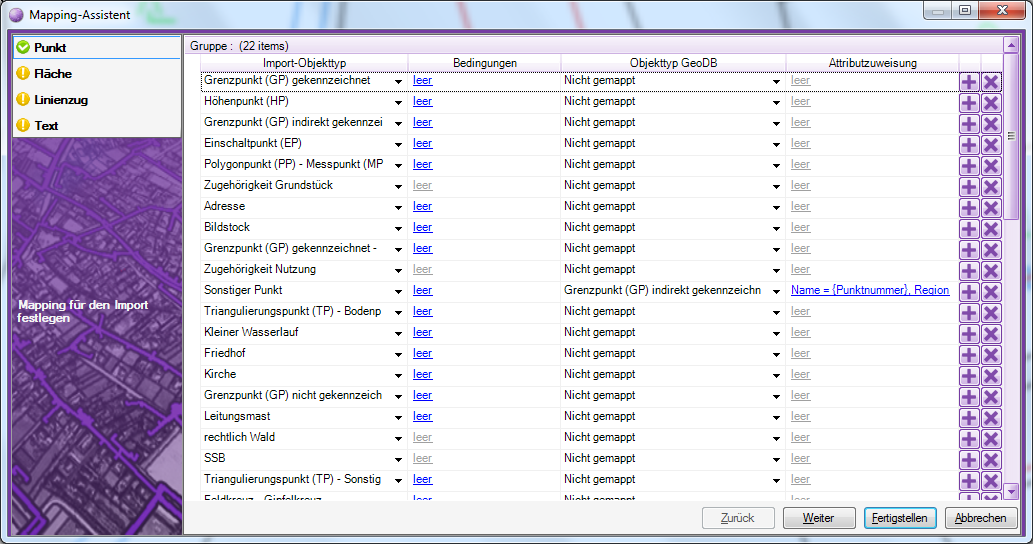 Mapping-Assistent
Punkt
Fläche
Linienzug
Text
Mapping für den Import
festlegen
Gruppe : (22 items)
Import-Objekttyp Bedingungen Objekttyp GeoDB Attributzuweisung
Grenzpunkt (GP) gekennzeichnet leer Nicht gemappt leer
Höhenpunkt (HP) leer Nicht gemappt leer
Grenzpunkt (GP) indirekt gekennzei leer Nicht gemappt leer
Einschaltpunkt (EP) leer Nicht gemappt leer
Polygonpunkt (PP) - Messpunkt (MP leer Nicht gemappt leer
Zugehörigkeit Grundstück leer Nicht gemappt leer
Adresse leer Nicht gemappt leer
Bildstock leer Nicht gemappt leer
Grenzpunkt (GP) gekennzeichnet - leer Nicht gemappt leer
Zugehörigkeit Nutzung leer Nicht gemappt leer
Sonstiger Punkt leer Grenzpunkt (GP) indirekt gekennzeichn Name = {Punktnummer}, Region
Triangulierungspunkt (TP) - Bodenp leer Nicht gemappt leer
Kleiner Wasserlauf leer Nicht gemappt leer
Friedhof leer Nicht gemappt leer
Kirche leer Nicht gemappt leer
Grenzpunkt (GP) nicht gekennzeich leer Nicht gemappt leer
Leitungsmast leer Nicht gemappt leer
rechtlich Wald leer Nicht gemappt leer
SSB leer Nicht gemappt leer
Triangulierungspunkt (TP) - Sonstig leer Nicht gemappt leer
Feldkreuz - Gipfelkreuz leer Nicht gemappt leer
Zurück Weiter Fertigstellen Abbrechen